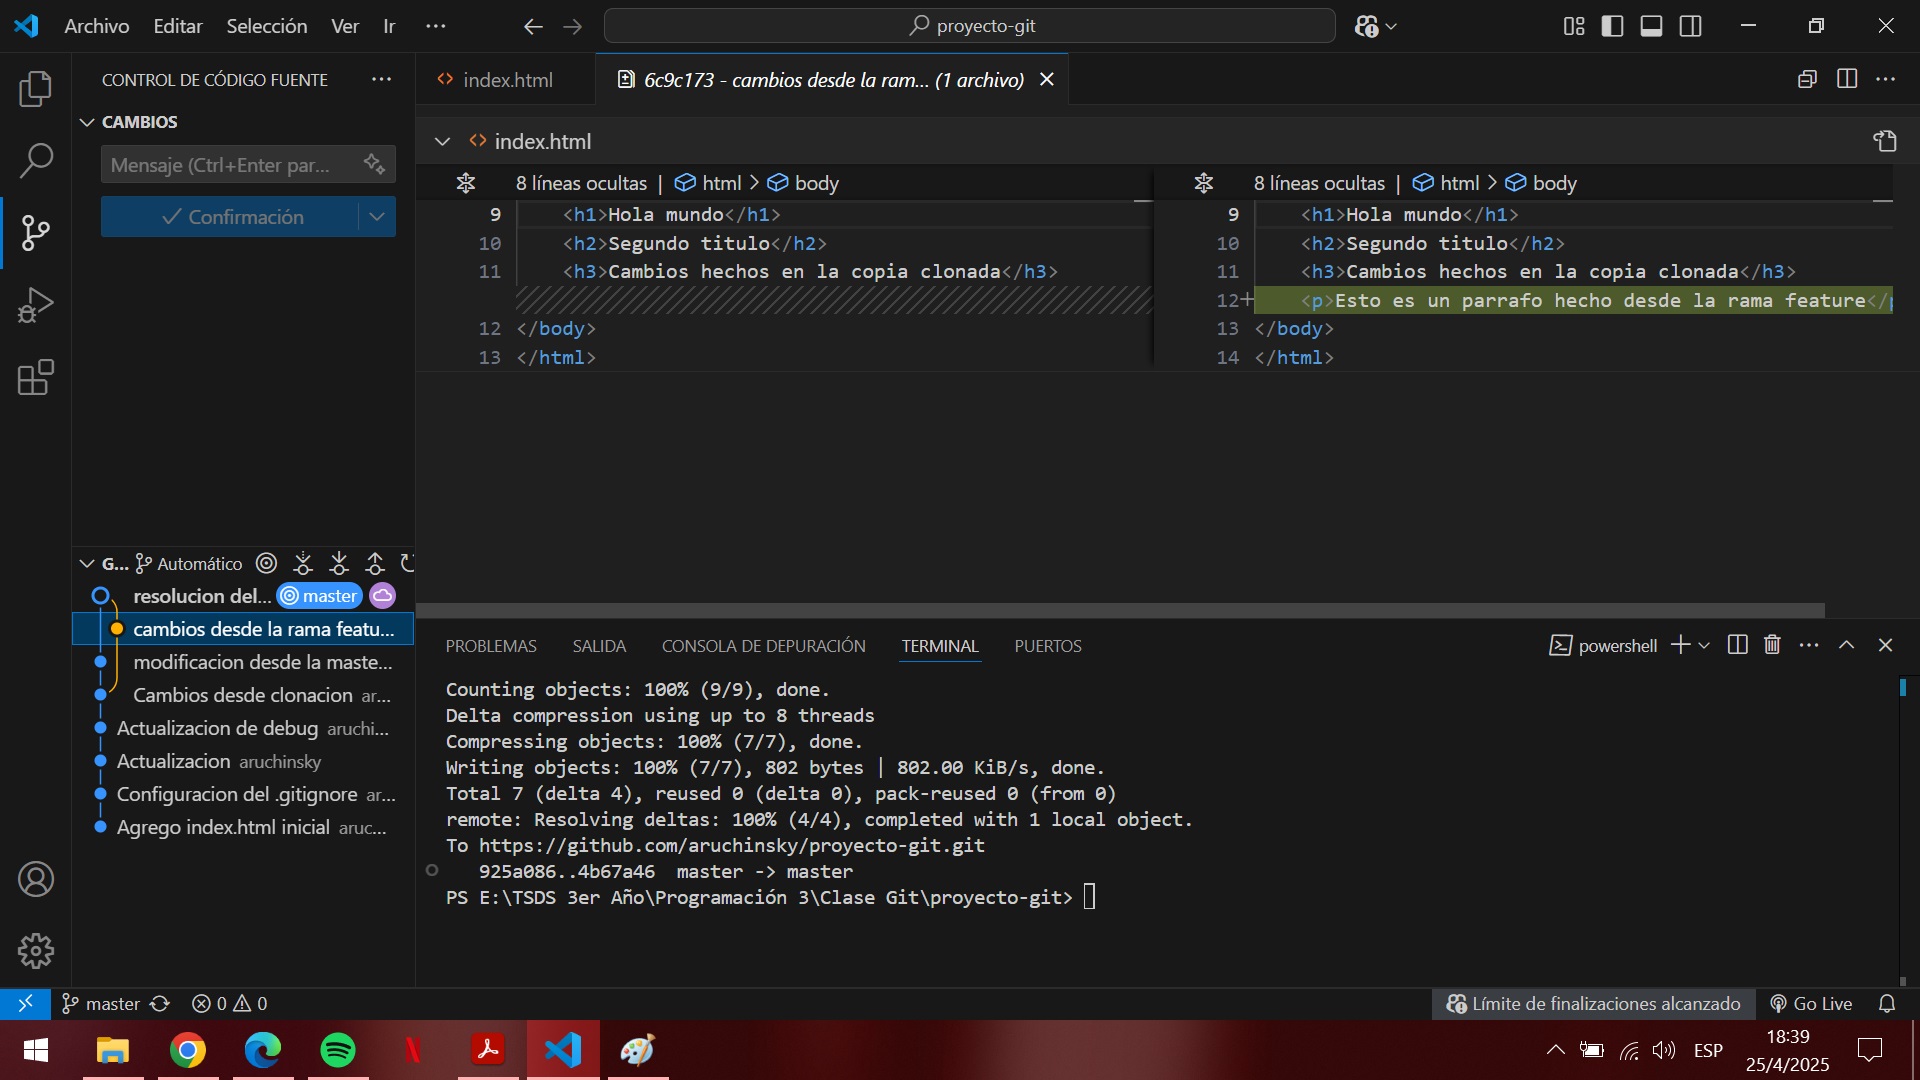 Archivo Editar Selección Ver Ir ··· proyecto-git
CONTROL DE CÓDIGO FUENTE ···
CAMBIOS
Mensaje (Ctrl+Enter par...
Confirmación
G... Automático
resolucion del... master
cambios desde la rama featu...
modificacion desde la maste...
Cambios desde clonacion ar...
Actualizacion de debug aruchi...
Actualizacion aruchinsky
Configuracion del .gitignore ar...
Agrego index.html inicial aruc...
index.html 6c9c173 - cambios desde la ram... (1 archivo)
index.html
8 líneas ocultas | html > body
9 <h1>Hola mundo</h1>
10 <h2>Segundo titulo</h2>
11 <h3>Cambios hechos en la copia clonada</h3>
12 </body>
13 </html>
8 líneas ocultas | html > body
9 <h1>Hola mundo</h1>
10 <h2>Segundo titulo</h2>
11 <h3>Cambios hechos en la copia clonada</h3>
12+ <p>Esto es un parrafo hecho desde la rama feature</p
13 </body>
14 </html>
PROBLEMAS SALIDA CONSOLA DE DEPURACIÓN TERMINAL PUERTOS powershell
Counting objects: 100% (9/9), done.
Delta compression using up to 8 threads
Compressing objects: 100% (7/7), done.
Writing objects: 100% (7/7), 802 bytes | 802.00 KiB/s, done.
Total 7 (delta 4), reused 0 (delta 0), pack-reused 0 (from 0)
remote: Resolving deltas: 100% (4/4), completed with 1 local object.
To https://github.com/aruchinsky/proyecto-git.git
925a086..4b67a46 master -> master
PS E:\TSDS 3er Año\Programación 3\Clase Git\proyecto-git>
master 0 0 Límite de finalizaciones alcanzado Go Live
ESP
18:39
25/4/2025